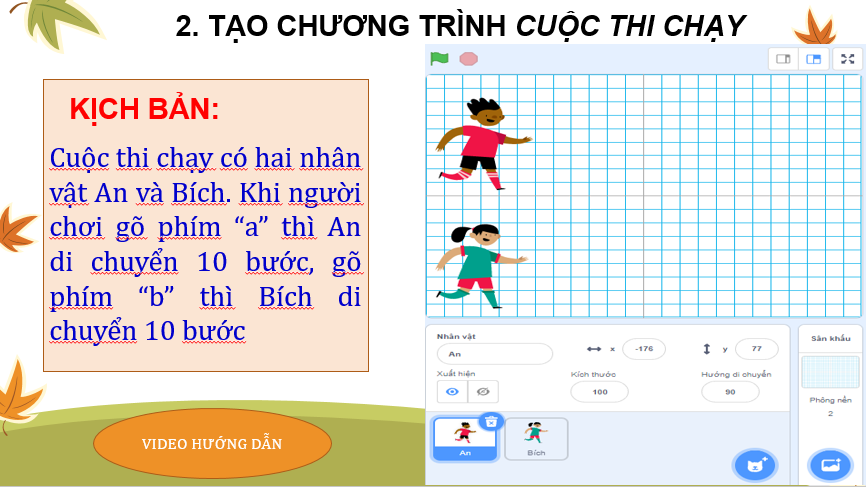 2. TẠO CHƯƠNG TRÌNH CUỘC THI CHẠY
KỊCH BẢN:
Cuộc thi chạy có hai nhân
vật An và Bích. Khi người
chơi gõ phím “a” thì An
di chuyển 10 bước, gõ
phím “b” thì Bích di
chuyển 10 bước
VIDEO HƯỚNG DẪN
Nhân vật
An
x -176
y 77
Xuất hiện
Kích thước
100
Hướng di chuyển
90
An
Bích
Sân khấu
Phông nền
2